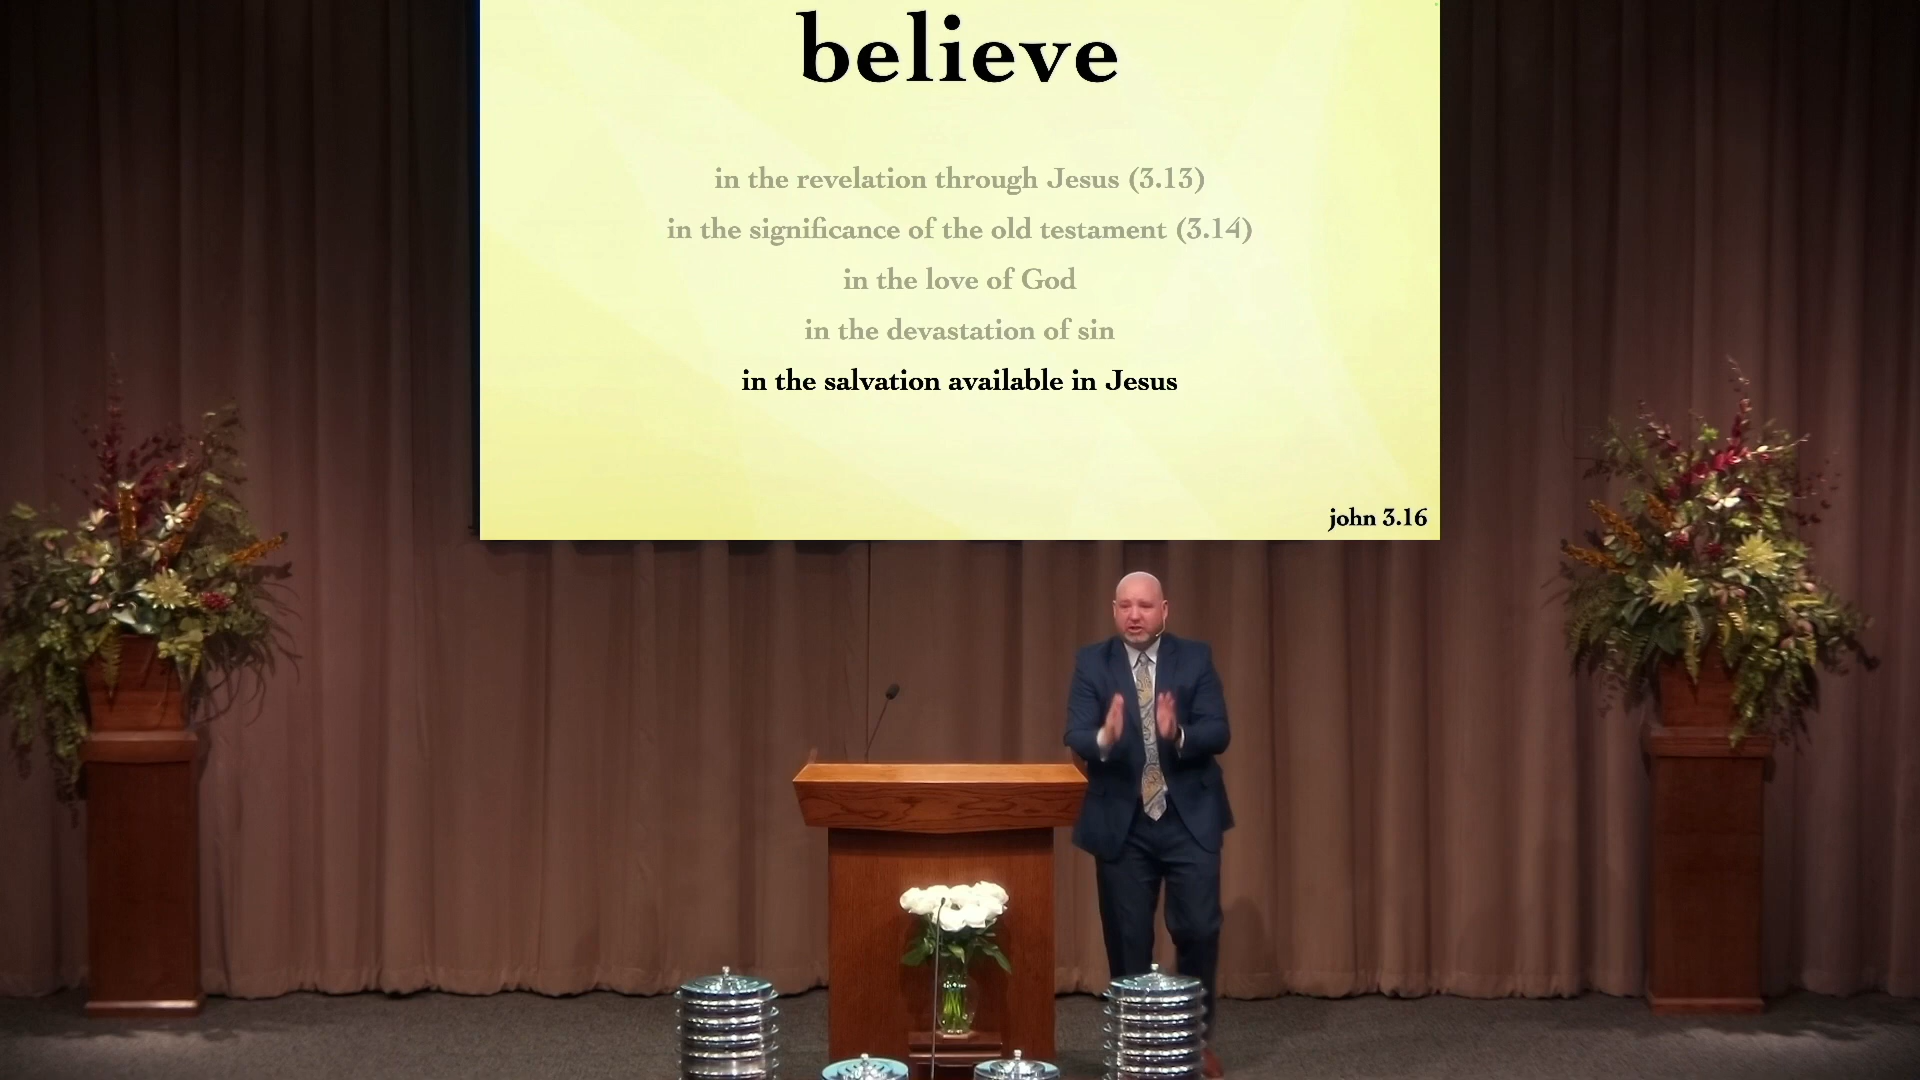 believe
in the revelation through Jesus (3.13)
in the significance of the old testament (3.14)
in the love of God
in the devastation of sin
in the salvation available in Jesus
john 3.16